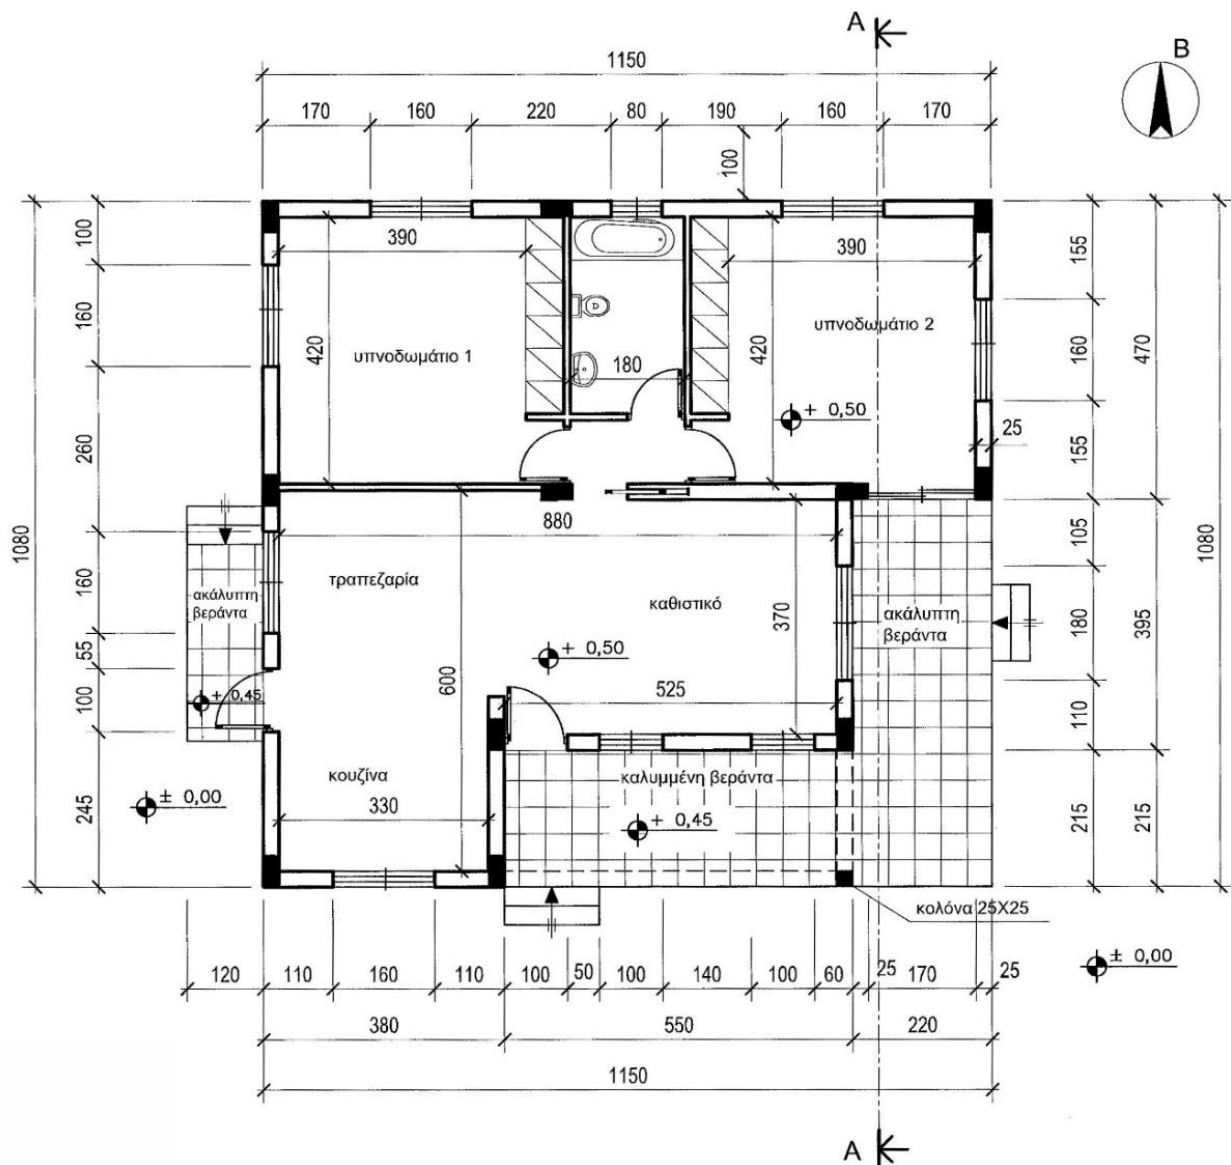 A
B
1150
170 160 220 80 190 160 170
100
390
390
420
420
υπνοδωμάτιο 1
υπνοδωμάτιο 2
180
+ 0,50
25
1080
100
160
260
160
55
100
245
155
160
155
105
180
110
215
470
395
215
1080
880
τραπεζαρία
καθιστικό
ακάλυπτη
βεράντα
ακάλυπτη
βεράντα
370
+ 0,50
600
525
+ 0,45
κουζίνα
καλυμμένη βεράντα
± 0,00
330
+ 0,45
κολόνα 25X25
± 0,00
120 110 160 110 100 50 100 140 100 60 25 170 25
380 550 220
1150
A